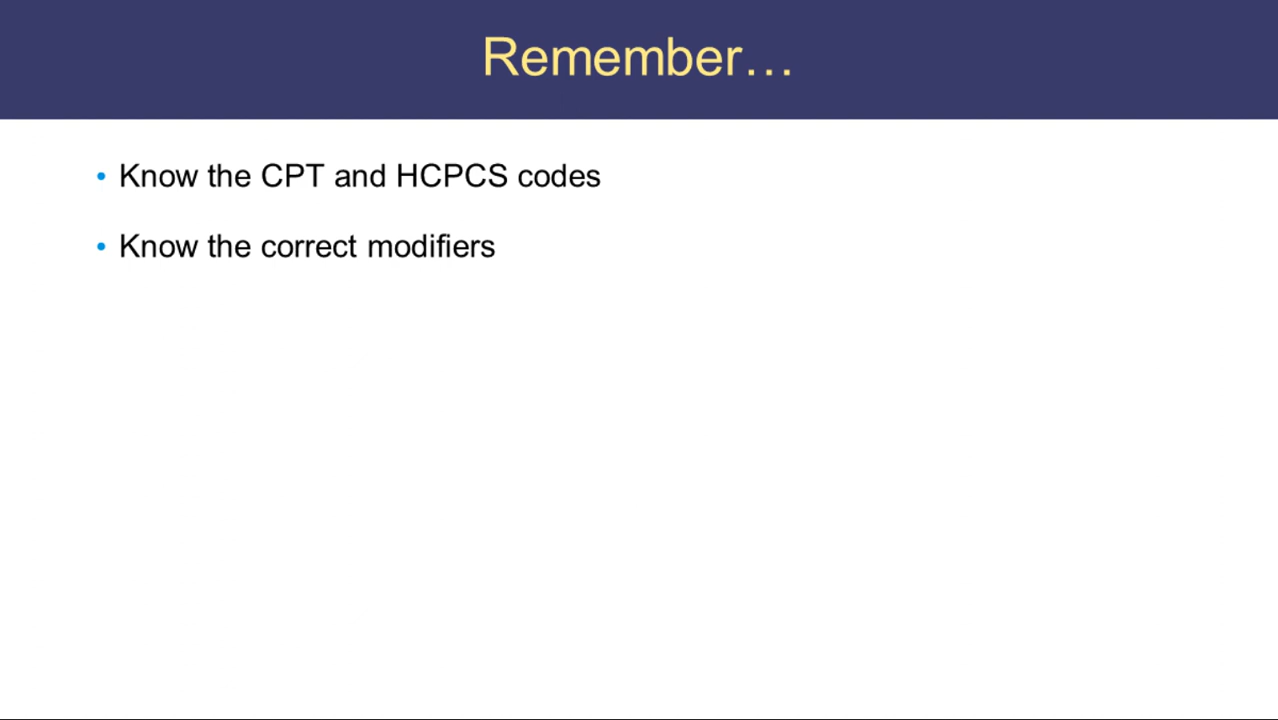 Remember…
• Know the CPT and HCPCS codes
• Know the correct modifiers